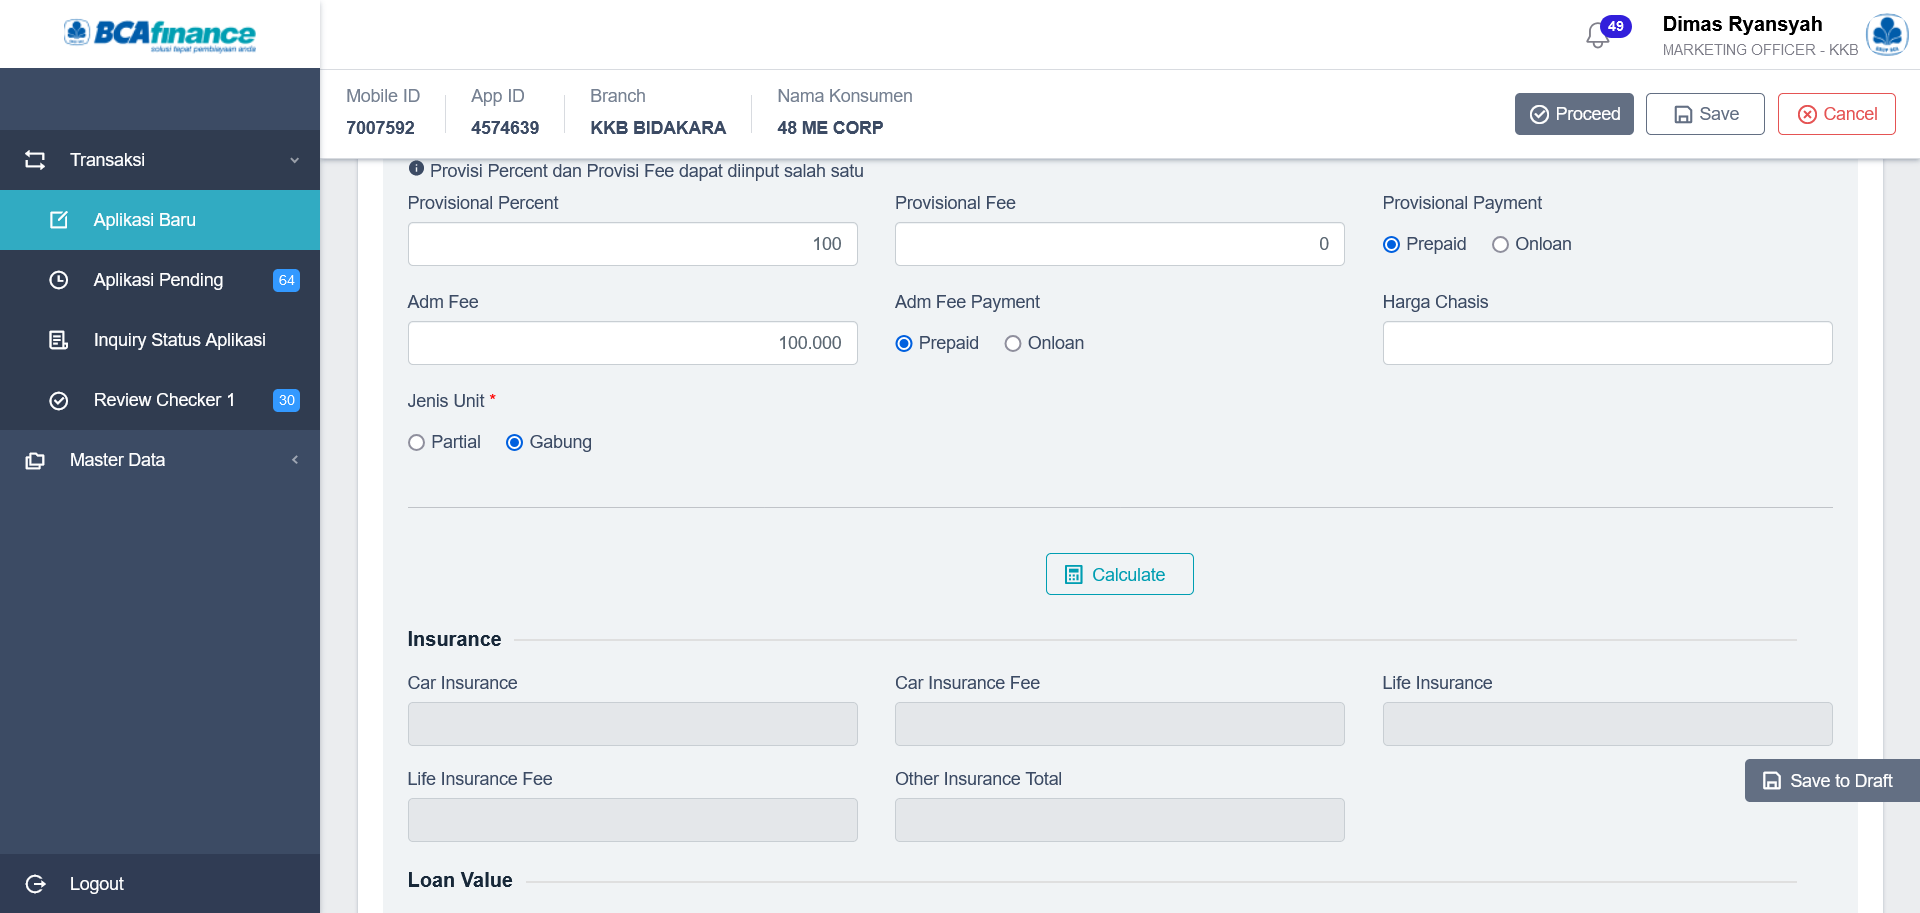 BCAfinance
solusi tepat pembiayaan anda
49
Dimas Ryansyah
MARKETING OFFICER - KKB
Mobile ID
7007592
App ID
4574639
Branch
KKB BIDAKARA
Nama Konsumen
48 ME CORP
Proceed
Save
Cancel
Transaksi
Aplikasi Baru
Aplikasi Pending
64
Inquiry Status Aplikasi
Review Checker 1
30
Master Data
Logout
Provisi Percent dan Provisi Fee dapat diinput salah satu
Provisional Percent
100
Provisional Fee
0
Provisional Payment
Prepaid
Onloan
Adm Fee
100.000
Adm Fee Payment
Prepaid
Onloan
Harga Chasis
Jenis Unit *
Partial
Gabung
Calculate
Insurance
Car Insurance
Car Insurance Fee
Life Insurance
Life Insurance Fee
Other Insurance Total
Save to Draft
Loan Value